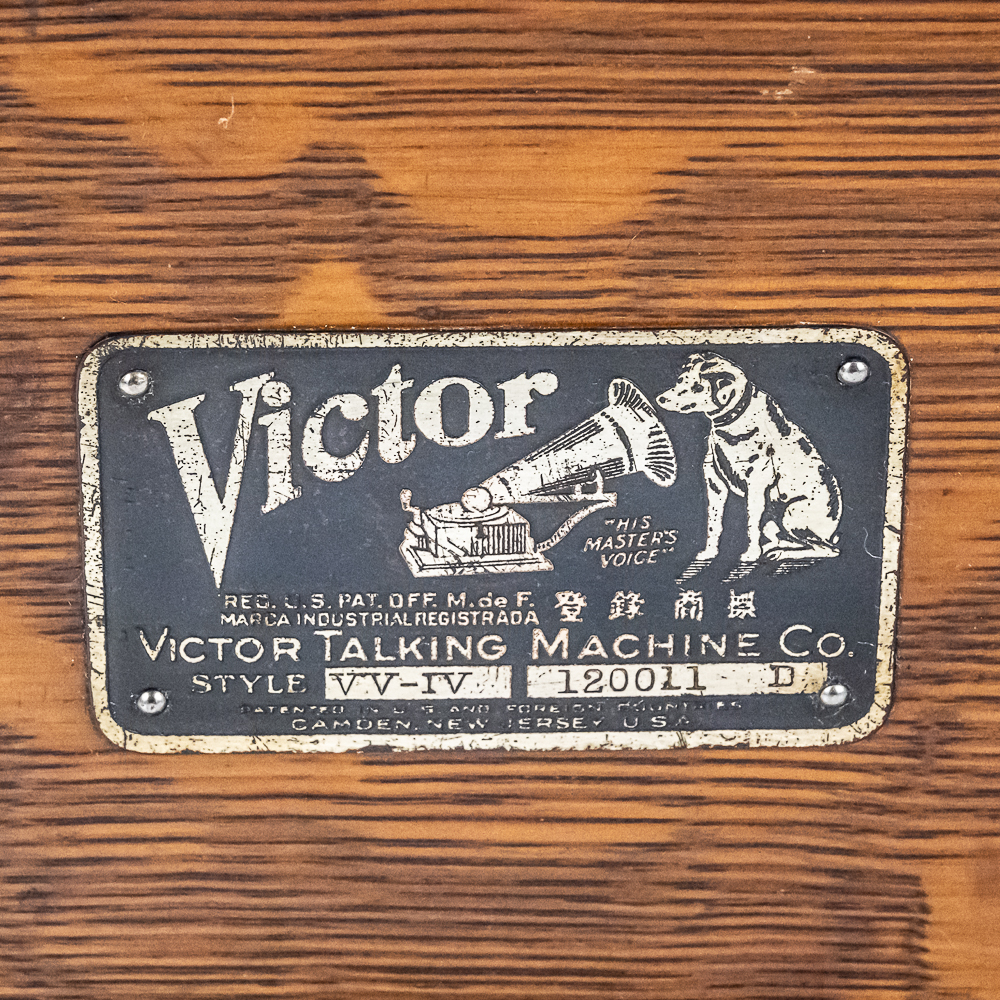 Victor
"HIS
MASTER'S
VOICE"
REG. U.S. PAT. OFF. M. de F.
MARCA INDUSTRIAL REGISTRADA
登録商標
VICTOR TALKING MACHINE CO.
STYLE VV-IV 120011 D
PATENTED IN U.S. AND FOREIGN COUNTRIES
CAMDEN, NEW JERSEY, U.S.A.